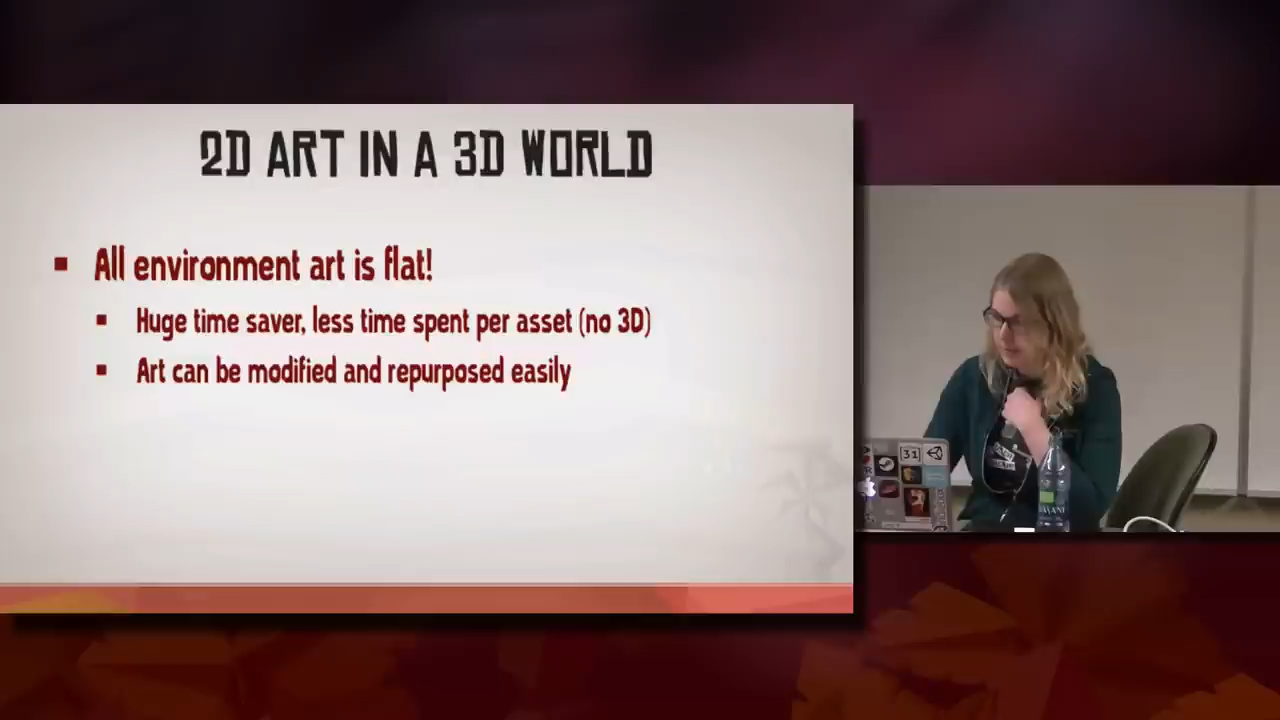 2D ART IN A 3D WORLD
All environment art is flat!
Huge time saver, less time spent per asset (no 3D)
Art can be modified and repurposed easily
31